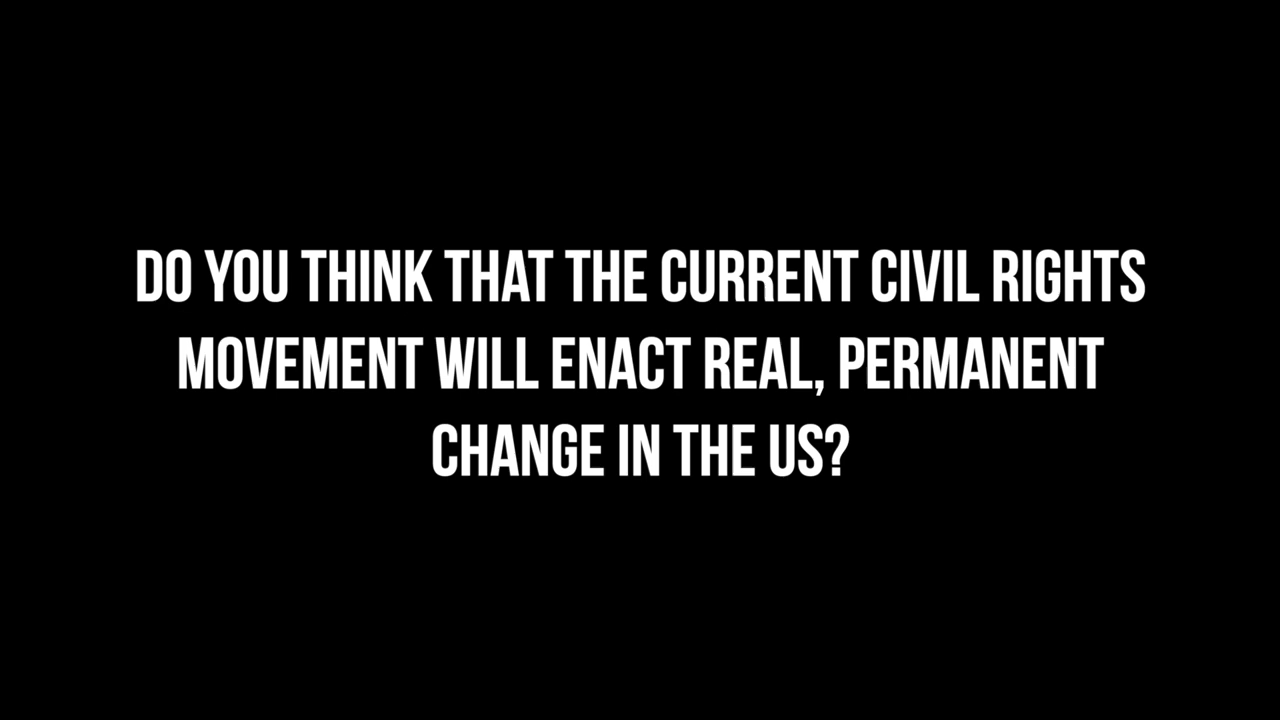 DO YOU THINK THAT THE CURRENT CIVIL RIGHTS
MOVEMENT WILL ENACT REAL, PERMANENT
CHANGE IN THE US?